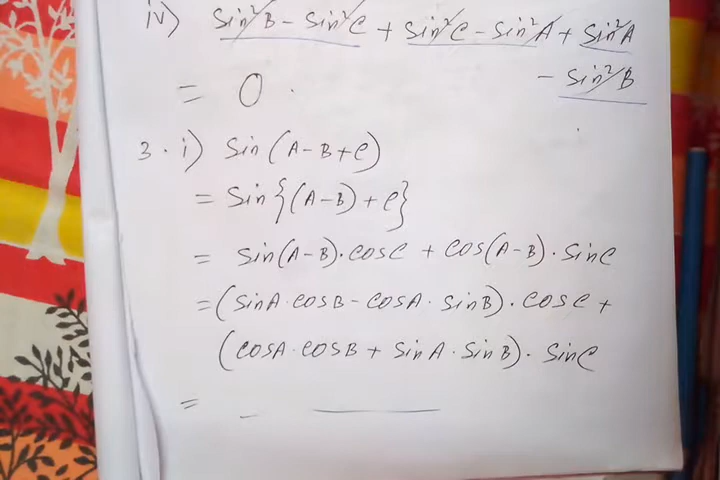 iv) Sin²B - Sin²C + Sin²C - Sin²A + Sin²A
- Sin²B
= 0.
3. i) Sin(A-B+C)
= Sin{(A-B)+C}
= Sin(A-B).COSC + COS(A-B).SinC
=(SinA.COSB-COSA.SinB).COSC+
(COSA.COSB+SinA.SinB).SinC
= - ___